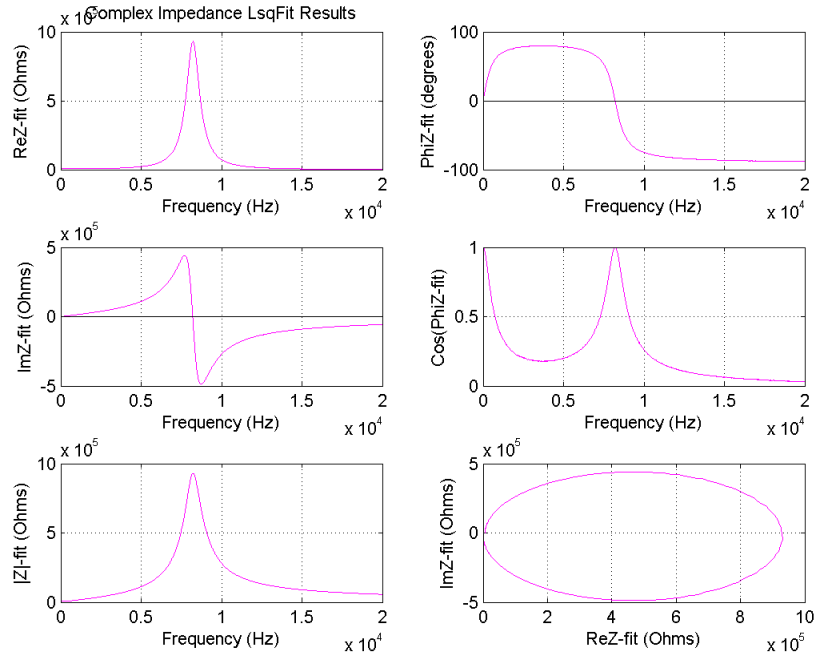 Complex Impedance LsqFit Results
x 10^5
10
5
0
ReZ-fit (Ohms)
0 0.5 1 1.5 2
Frequency (Hz)
x 10^4
100
0
-100
PhiZ-fit (degrees)
0 0.5 1 1.5 2
Frequency (Hz)
x 10^4
x 10^5
5
0
-5
ImZ-fit (Ohms)
0 0.5 1 1.5 2
Frequency (Hz)
x 10^4
1
0.5
0
Cos(PhiZ-fit)
0 0.5 1 1.5 2
Frequency (Hz)
x 10^4
x 10^5
10
5
0
|Z|-fit (Ohms)
0 0.5 1 1.5 2
Frequency (Hz)
x 10^4
x 10^5
5
0
-5
ImZ-fit (Ohms)
0 2 4 6 8 10
ReZ-fit (Ohms)
x 10^5